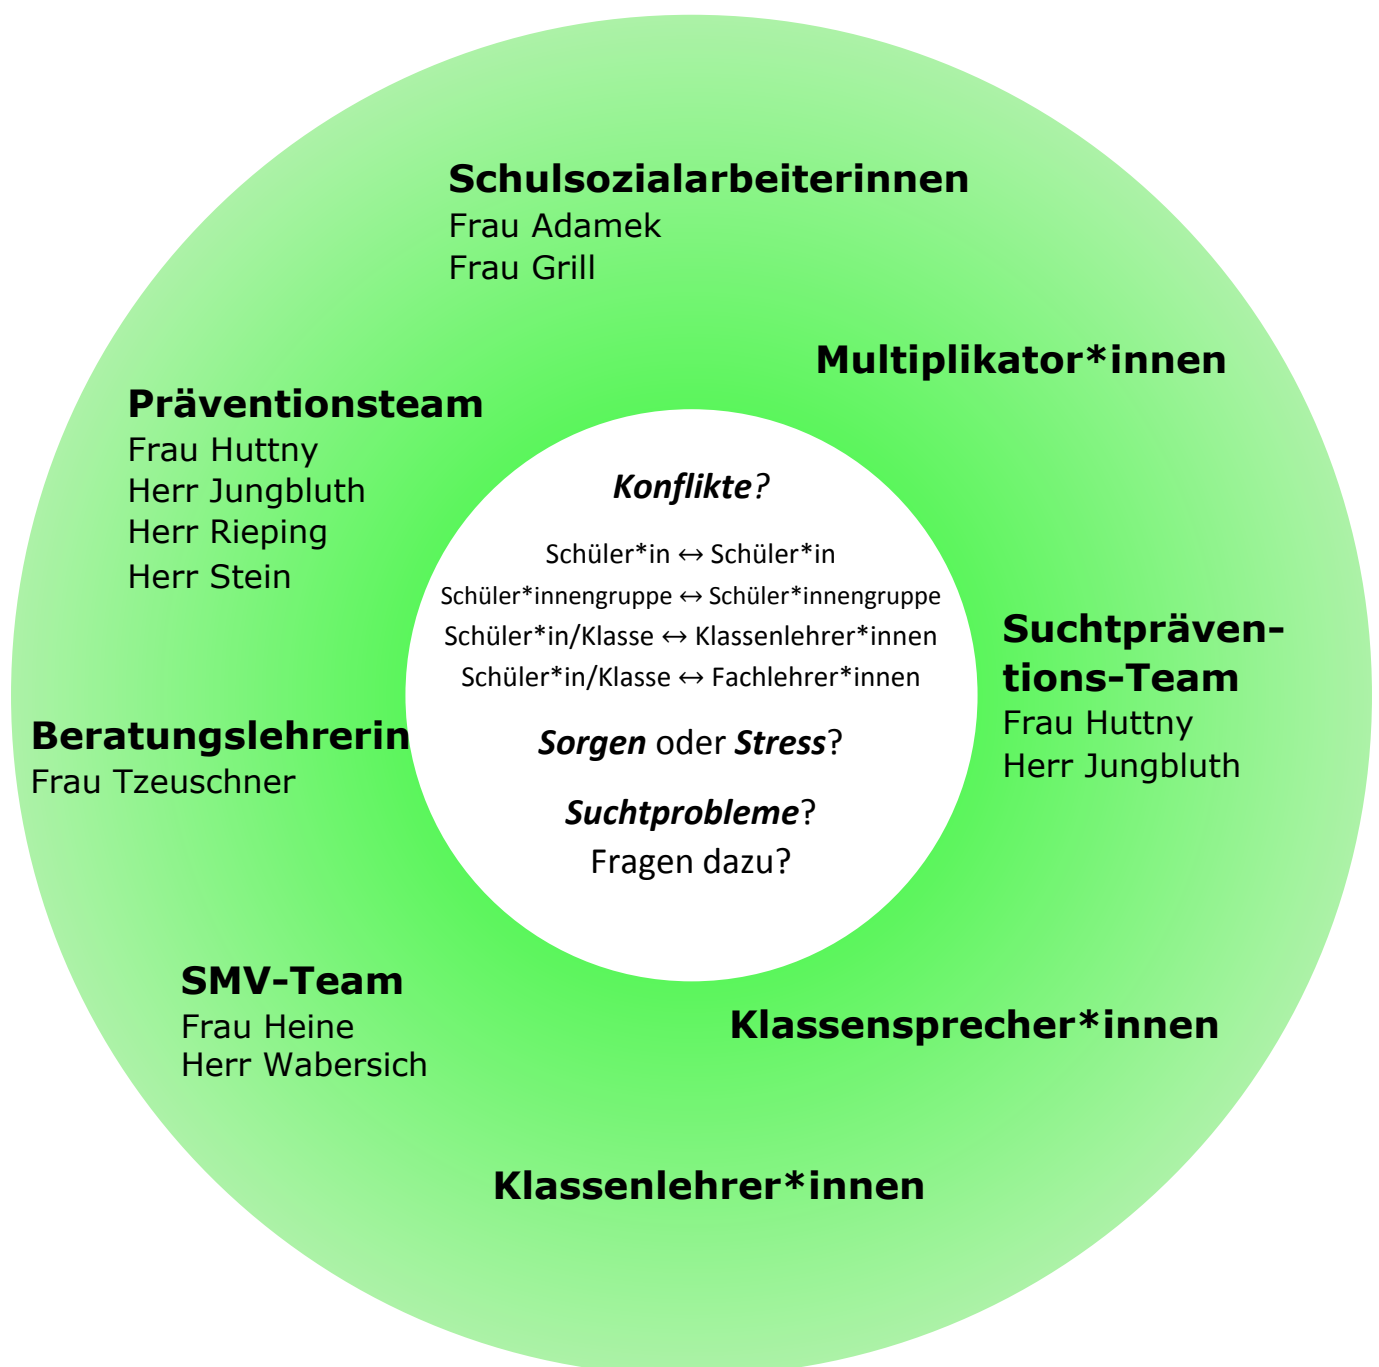 Schulsozialarbeiterinnen
Frau Adamek
Frau Grill
Multiplikator*innen
Präventionsteam
Frau Huttny
Herr Jungbluth
Herr Rieping
Herr Stein
Konflikte?
Schüler*in ↔ Schüler*in
Schüler*innengruppe ↔ Schüler*innengruppe
Schüler*in/Klasse ↔ Klassenlehrer*innen
Schüler*in/Klasse ↔ Fachlehrer*innen
Sorgen oder Stress?
Suchtprobleme?
Fragen dazu?
Suchtpräven-
tions-Team
Frau Huttny
Herr Jungbluth
Beratungslehrerin
Frau Tzeuschner
SMV-Team
Frau Heine
Herr Wabersich
Klassensprecher*innen
Klassenlehrer*innen